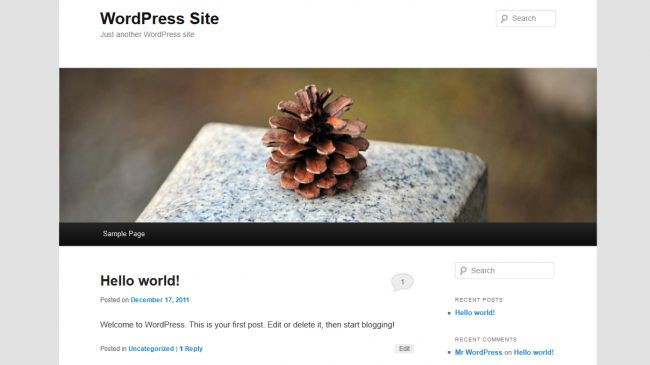 WordPress Site
Just another WordPress site
Search
Sample Page
Hello world!
1
Posted on December 17, 2011
Welcome to WordPress. This is your first post. Edit or delete it, then start blogging!
Posted in Uncategorized | 1 Reply
Edit
Search
RECENT POSTS
Hello world!
RECENT COMMENTS
Mr WordPress on Hello world!